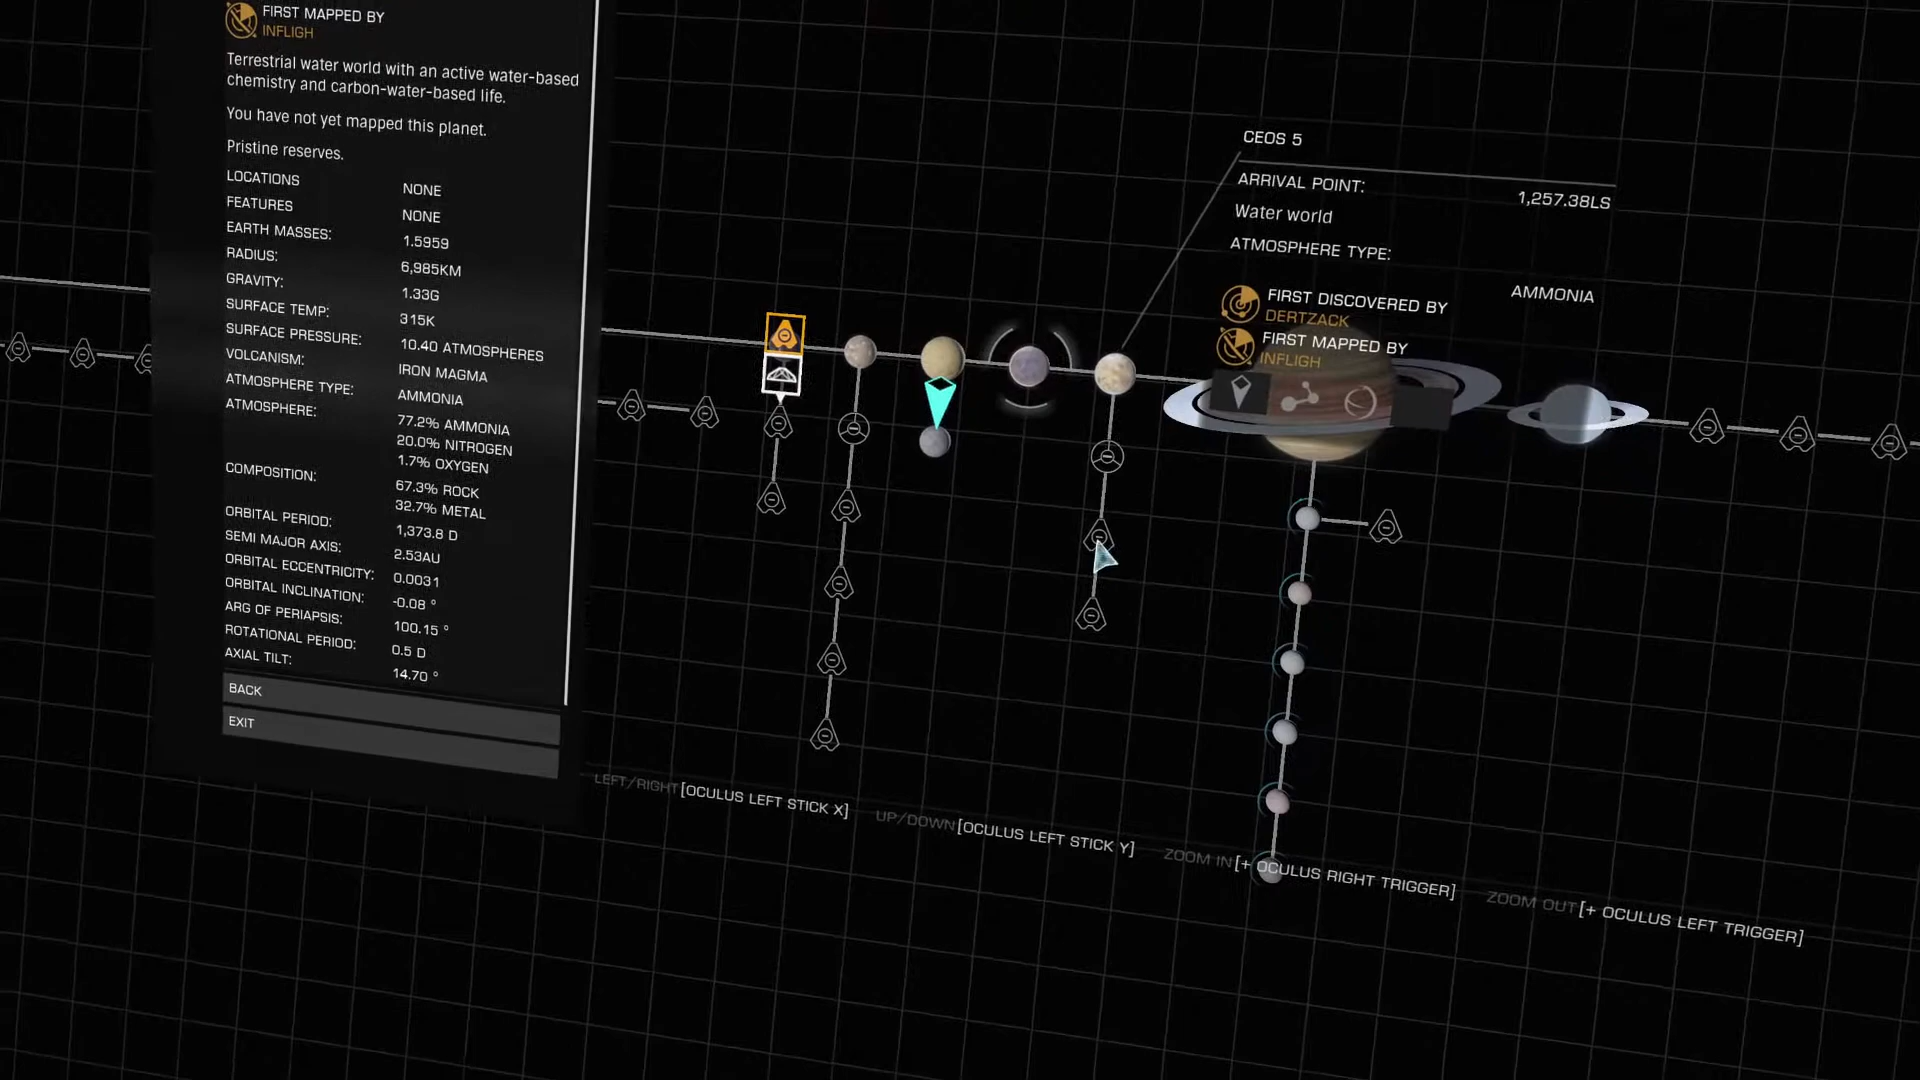 FIRST MAPPED BY
INFLIGH
Terrestrial water world with an active water-based
chemistry and carbon-water-based life.
You have not yet mapped this planet.
Pristine reserves.
LOCATIONS NONE
FEATURES NONE
EARTH MASSES: 1.5959
RADIUS: 6,985KM
GRAVITY: 1.33G
SURFACE TEMP: 315K
SURFACE PRESSURE: 10.40 ATMOSPHERES
VOLCANISM: IRON MAGMA
ATMOSPHERE TYPE: AMMONIA
ATMOSPHERE: 77.2% AMMONIA
20.0% NITROGEN
1.7% OXYGEN
COMPOSITION: 67.3% ROCK
32.7% METAL
ORBITAL PERIOD: 1,373.8 D
SEMI MAJOR AXIS: 2.53AU
ORBITAL ECCENTRICITY: 0.0031
ORBITAL INCLINATION: -0.08 °
ARG OF PERIAPSIS: 100.15 °
ROTATIONAL PERIOD: 0.5 D
AXIAL TILT: 14.70 °
BACK
EXIT
CEOS 5
ARRIVAL POINT: 1,257.38LS
Water world
ATMOSPHERE TYPE:
AMMONIA
FIRST DISCOVERED BY
DERTZACK
FIRST MAPPED BY
INFLIGH
LEFT/RIGHT [OCULUS LEFT STICK X] UP/DOWN [OCULUS LEFT STICK Y] ZOOM IN [+ OCULUS RIGHT TRIGGER] ZOOM OUT [+ OCULUS LEFT TRIGGER]